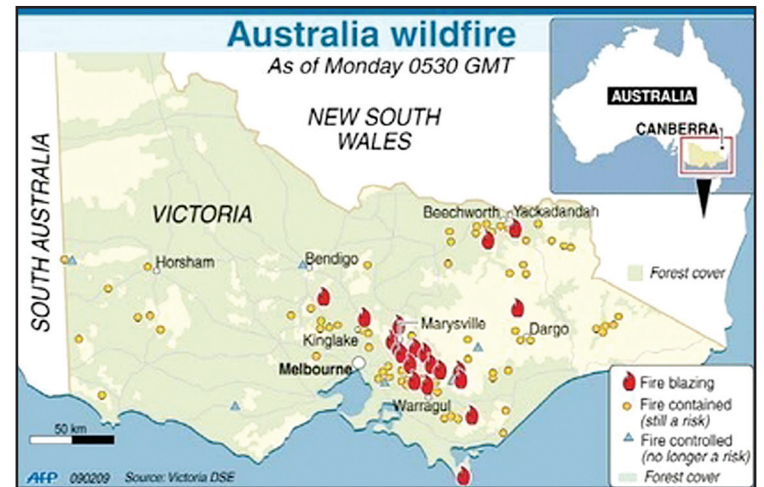 Australia wildfire
As of Monday 0530 GMT
NEW SOUTH
WALES
AUSTRALIA
CANBERRA
SOUTH AUSTRALIA
VICTORIA
Beechworth
Yackadandah
Horsham
Bendigo
Forest cover
Marysville
Dargo
Kinglake
Melbourne
Warragul
Fire blazing
Fire contained
(still a risk)
Fire controlled
(no longer a risk)
Forest cover
50 km
AFP 090209 Source: Victoria DSE